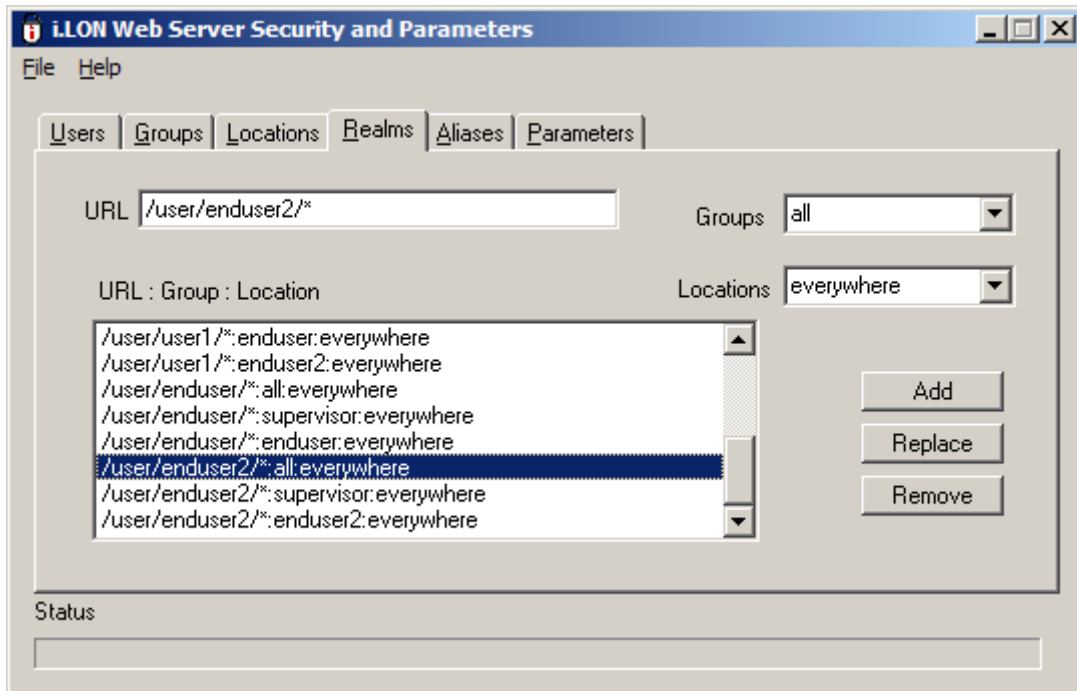 i.LON Web Server Security and Parameters
File Help
Users Groups Locations Realms Aliases Parameters
URL /user/enduser2/* Groups all
URL : Group : Location Locations everywhere
/user/user1/*:enduser:everywhere
/user/user1/*:enduser2:everywhere
/user/enduser/*:all:everywhere
/user/enduser/*:supervisor:everywhere
/user/enduser/*:enduser:everywhere
/user/enduser2/*:all:everywhere
/user/enduser2/*:supervisor:everywhere
/user/enduser2/*:enduser2:everywhere
Add
Replace
Remove
Status